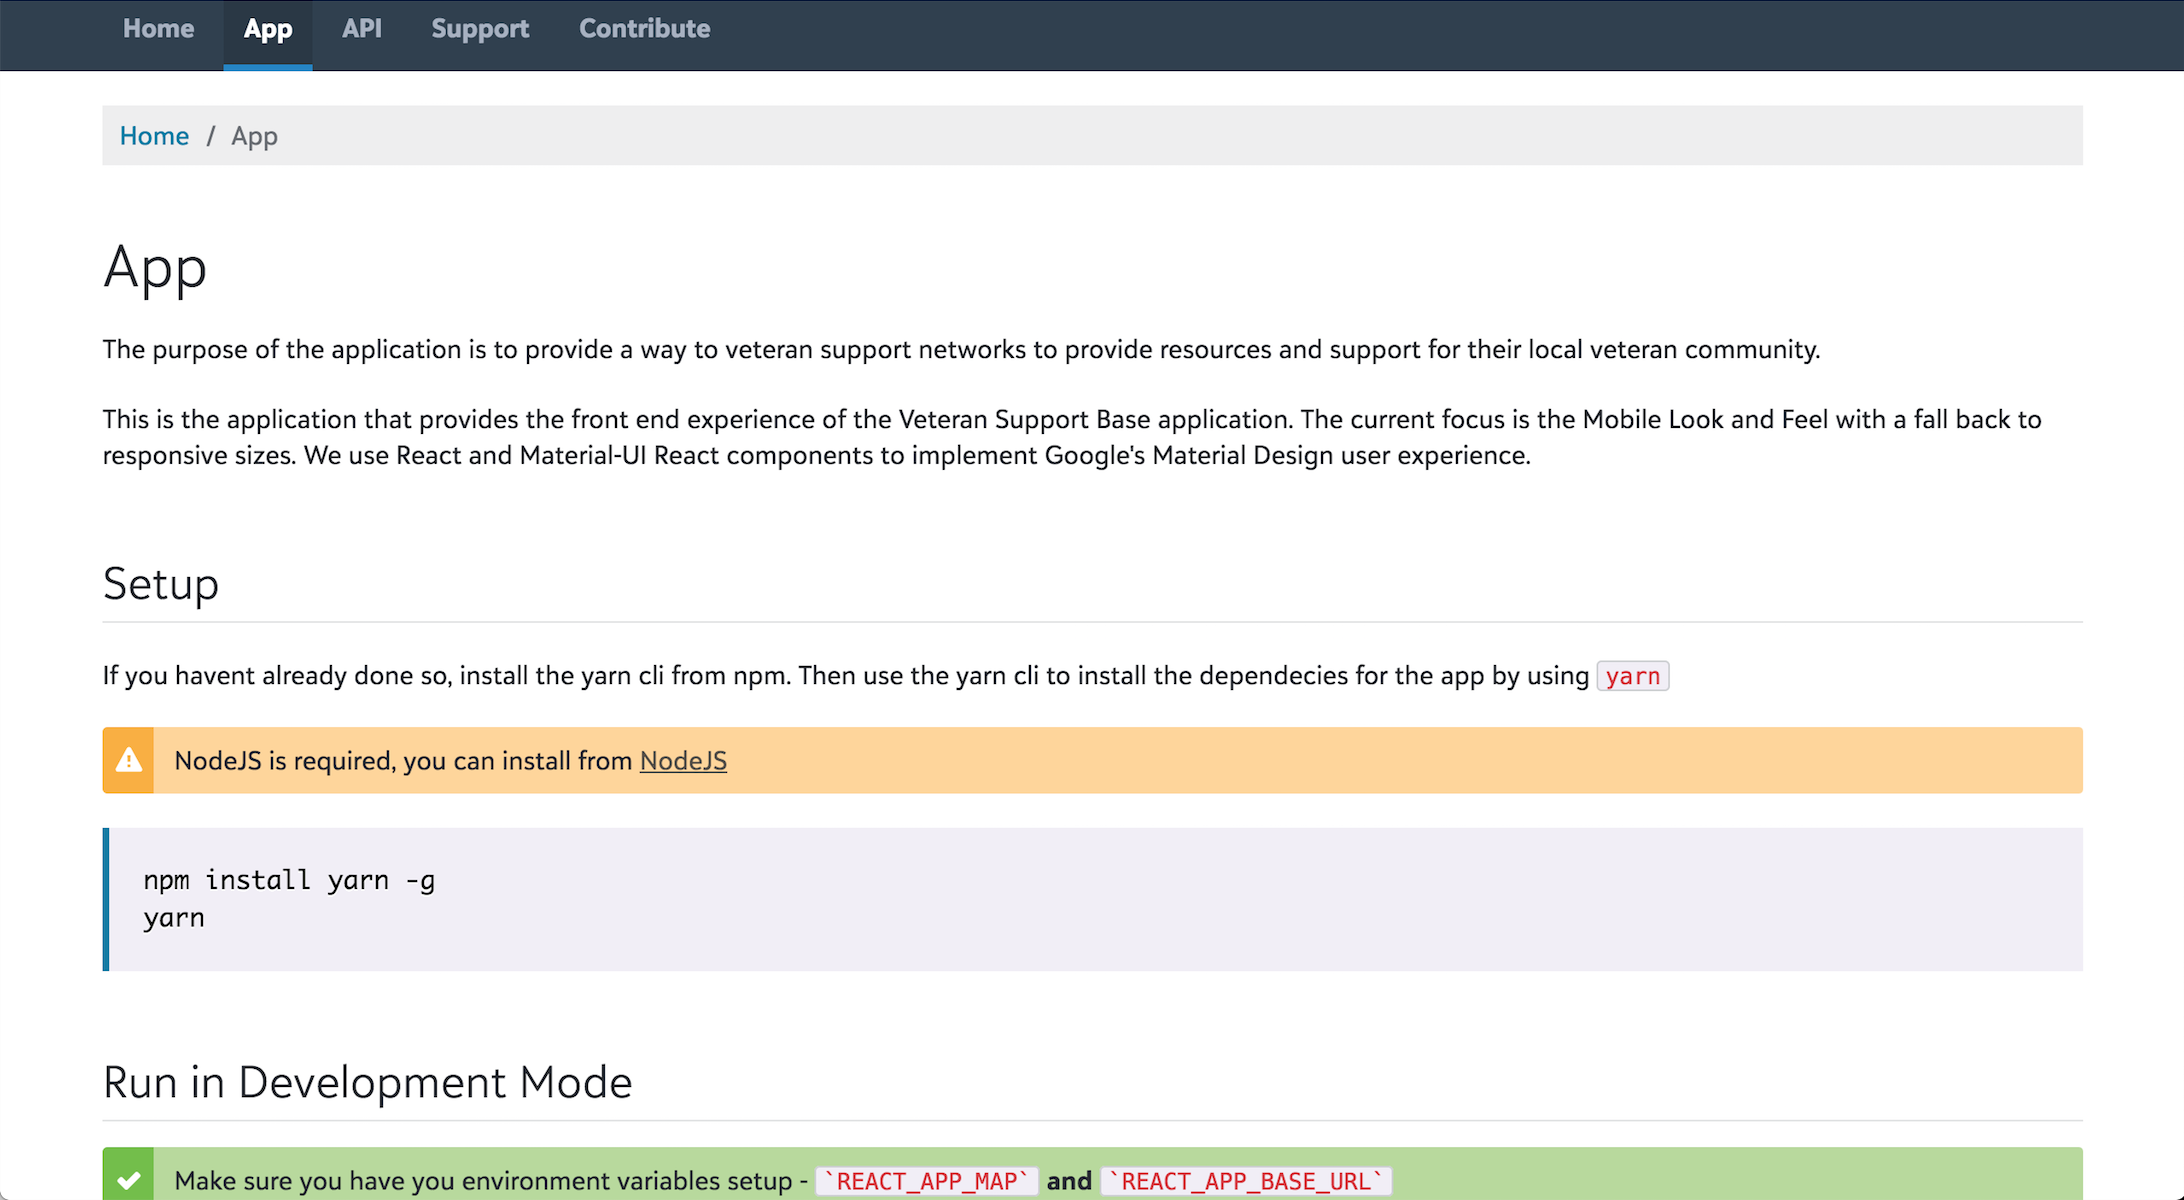 Home App API Support Contribute
Home / App
App
The purpose of the application is to provide a way to veteran support networks to provide resources and support for their local veteran community.
This is the application that provides the front end experience of the Veteran Support Base application. The current focus is the Mobile Look and Feel with a fall back to
responsive sizes. We use React and Material-UI React components to implement Google's Material Design user experience.
Setup
If you havent already done so, install the yarn cli from npm. Then use the yarn cli to install the dependecies for the app by using yarn
NodeJS is required, you can install from NodeJS
npm install yarn -g
yarn
Run in Development Mode
Make sure you have you environment variables setup - `REACT_APP_MAP` and `REACT_APP_BASE_URL`